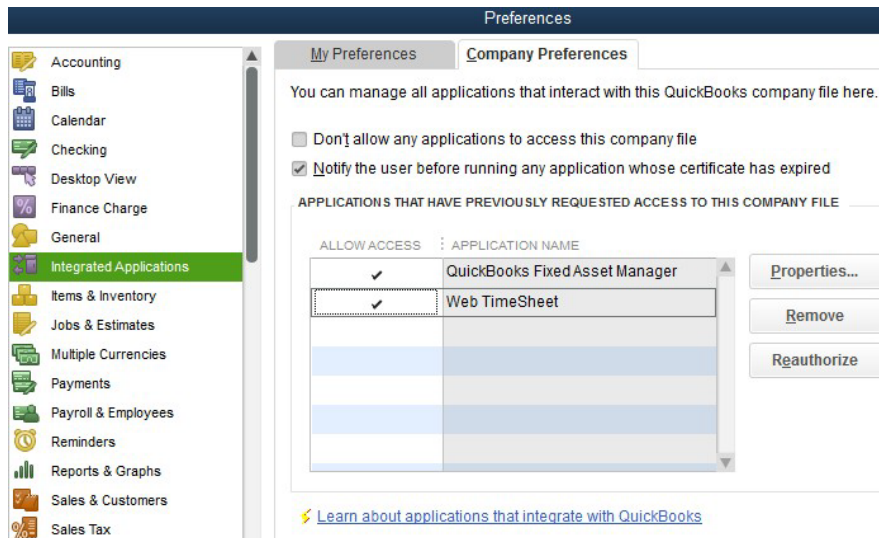 Preferences
Accounting
Bills
Calendar
Checking
Desktop View
Finance Charge
General
Integrated Applications
Items & Inventory
Jobs & Estimates
Multiple Currencies
Payments
Payroll & Employees
Reminders
Reports & Graphs
Sales & Customers
Sales Tax
My Preferences
Company Preferences
You can manage all applications that interact with this QuickBooks company file here.
Don't allow any applications to access this company file
Notify the user before running any application whose certificate has expired
APPLICATIONS THAT HAVE PREVIOUSLY REQUESTED ACCESS TO THIS COMPANY FILE
ALLOW ACCESS APPLICATION NAME
QuickBooks Fixed Asset Manager
Web TimeSheet
Properties...
Remove
Reauthorize
Learn about applications that integrate with QuickBooks